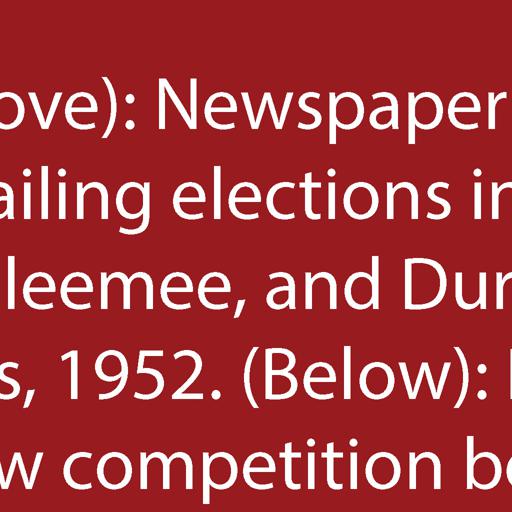 ove): Newspaper
ailing elections in
leemee, and Dur
s, 1952. (Below):
w competition be